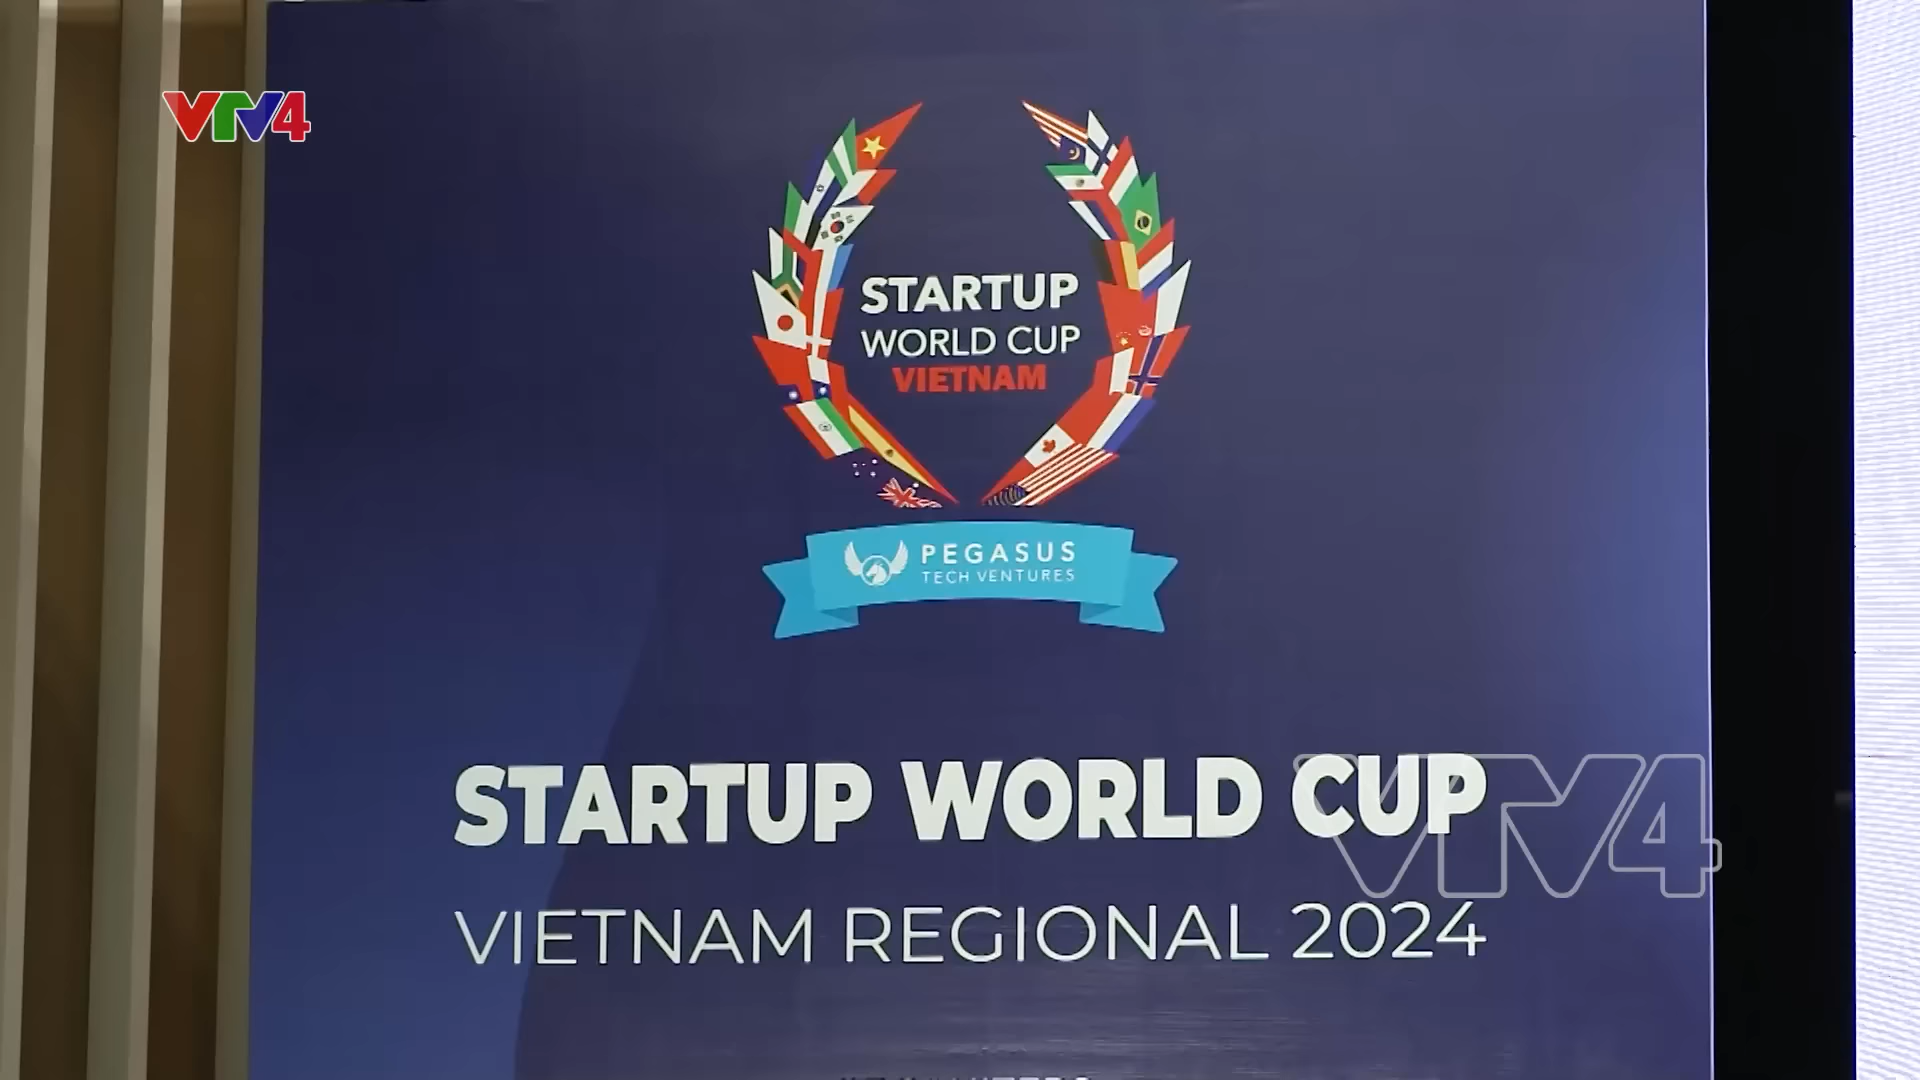 VTV4
STARTUP
WORLD CUP
VIETNAM
PEGASUS
TECH VENTURES
STARTUP WORLD CUP
VTV4
VIETNAM REGIONAL 2024